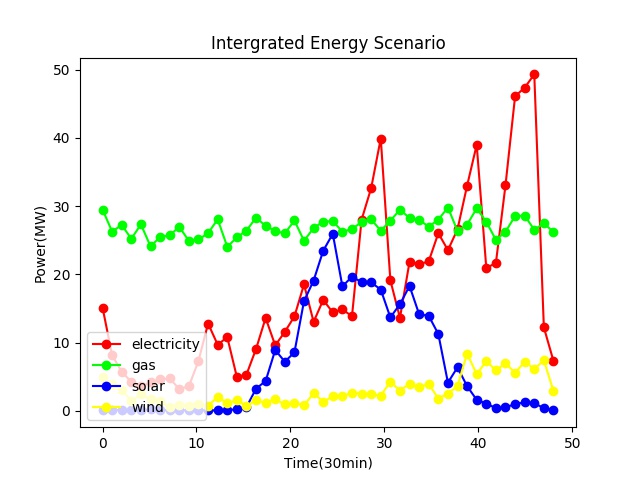 Intergrated Energy Scenario
50
40
30
20
10
0
Power(MW)
electricity
gas
solar
wind
0
10
20
30
40
50
Time(30min)